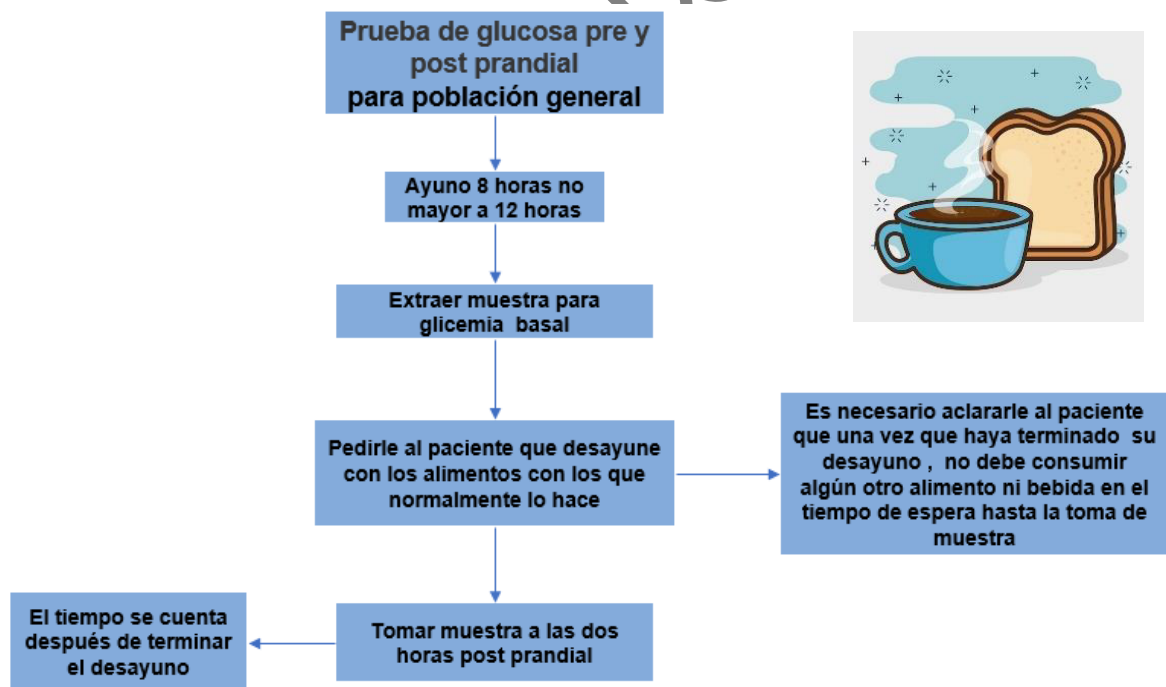 Prueba de glucosa pre y
post prandial
para población general
Ayuno 8 horas no
mayor a 12 horas
Extraer muestra para
glicemia basal
Pedirle al paciente que desayune
con los alimentos con los que
normalmente lo hace
Es necesario aclararle al paciente
que una vez que haya terminado su
desayuno , no debe consumir
algún otro alimento ni bebida en el
tiempo de espera hasta la toma de
muestra
Tomar muestra a las dos
horas post prandial
El tiempo se cuenta
después de terminar
el desayuno